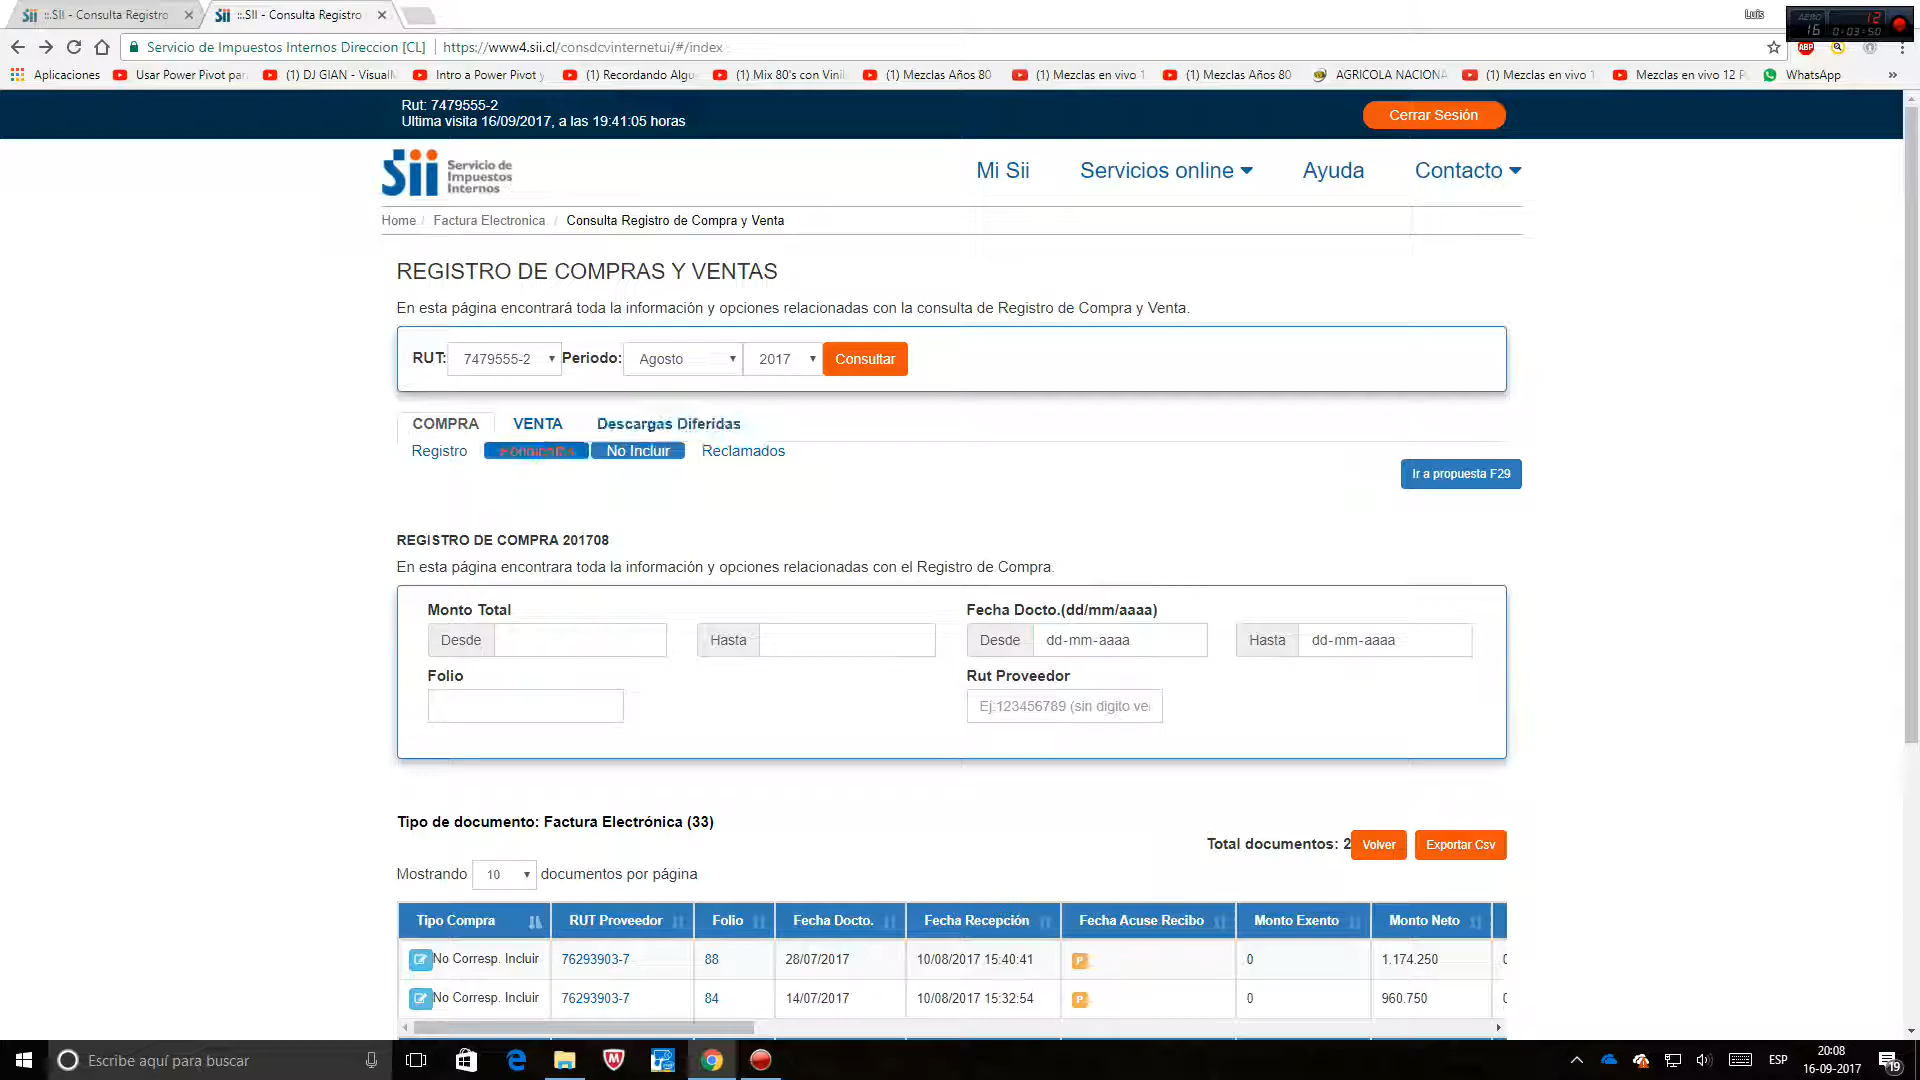 ::.SII - Consulta Registro
::.SII - Consulta Registro
Luis
Servicio de Impuestos Internos Direccion [CL]
https://www4.sii.cl/consdcvinternetui/#/index
16
12
0:03:50
ABP
Aplicaciones
Usar Power Pivot par
(1) DJ GIAN - VisualM
Intro a Power Pivot y
(1) Recordando Algu
(1) Mix 80's con Vinil
(1) Mezclas Años 80
(1) Mezclas en vivo 1
(1) Mezclas Años 80
AGRICOLA NACIONA
(1) Mezclas en vivo 1
Mezclas en vivo 12 P
WhatsApp
Rut: 7479555-2
Ultima visita 16/09/2017, a las 19:41:05 horas
Cerrar Sesión
Sii
Servicio de
Impuestos
Internos
Mi Sii
Servicios online
Ayuda
Contacto
Home / Factura Electronica / Consulta Registro de Compra y Venta
REGISTRO DE COMPRAS Y VENTAS
En esta página encontrará toda la información y opciones relacionadas con la consulta de Registro de Compra y Venta.
RUT: 7479555-2 Periodo: Agosto 2017 Consultar
COMPRA VENTA Descargas Diferidas
Registro No Incluir Reclamados
Ir a propuesta F29
REGISTRO DE COMPRA 201708
En esta página encontrara toda la información y opciones relacionadas con el Registro de Compra.
Monto Total Fecha Docto.(dd/mm/aaaa)
Desde Hasta Desde dd-mm-aaaa Hasta dd-mm-aaaa
Folio Rut Proveedor
Ej:123456789 (sin digito ve
Tipo de documento: Factura Electrónica (33)
Total documentos: 2 Volver Exportar Csv
Mostrando 10 documentos por página
Tipo Compra RUT Proveedor Folio Fecha Docto. Fecha Recepción Fecha Acuse Recibo Monto Exento Monto Neto
No Corresp. Incluir 76293903-7 88 28/07/2017 10/08/2017 15:40:41 P 0 1.174.250
No Corresp. Incluir 76293903-7 84 14/07/2017 10/08/2017 15:32:54 P 0 960.750
Escribe aquí para buscar
ESP
20:08
16-09-2017
19